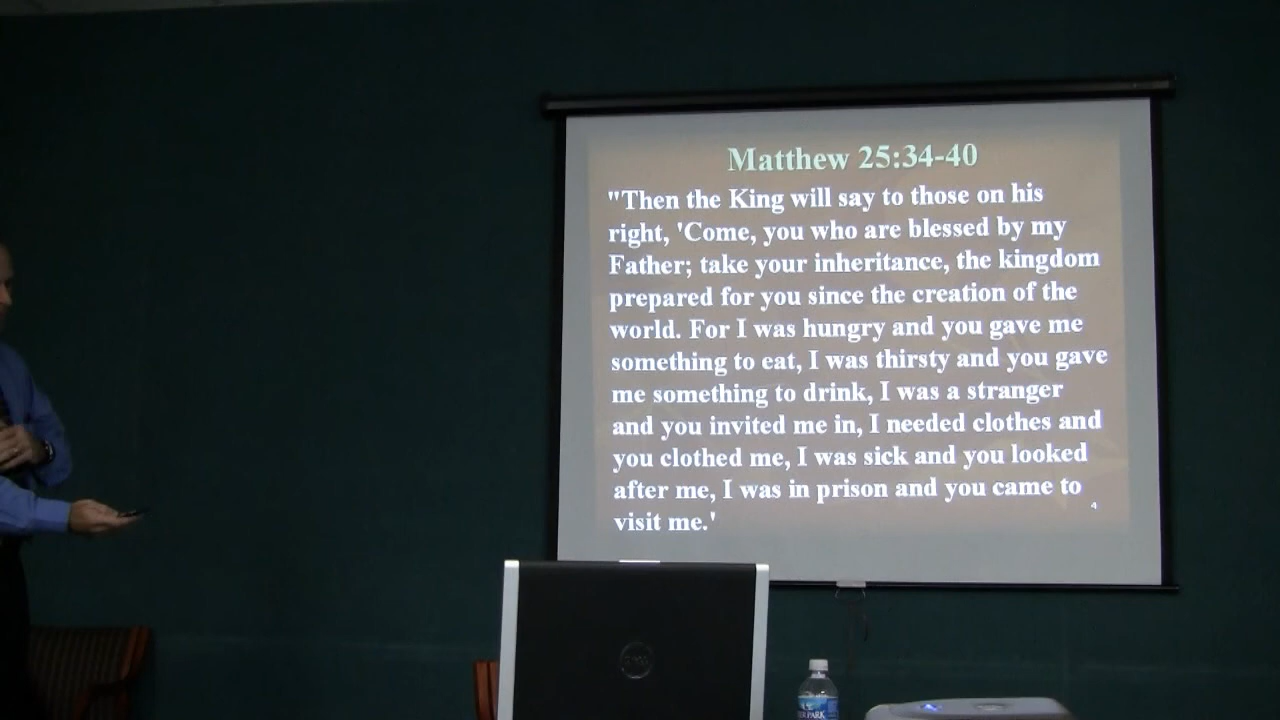 Matthew 25:34-40
"Then the King will say to those on his
right, 'Come, you who are blessed by my
Father; take your inheritance, the kingdom
prepared for you since the creation of the
world. For I was hungry and you gave me
something to eat, I was thirsty and you gave
me something to drink, I was a stranger
and you invited me in, I needed clothes and
you clothed me, I was sick and you looked
after me, I was in prison and you came to
visit me.'
4
DELL
PARK